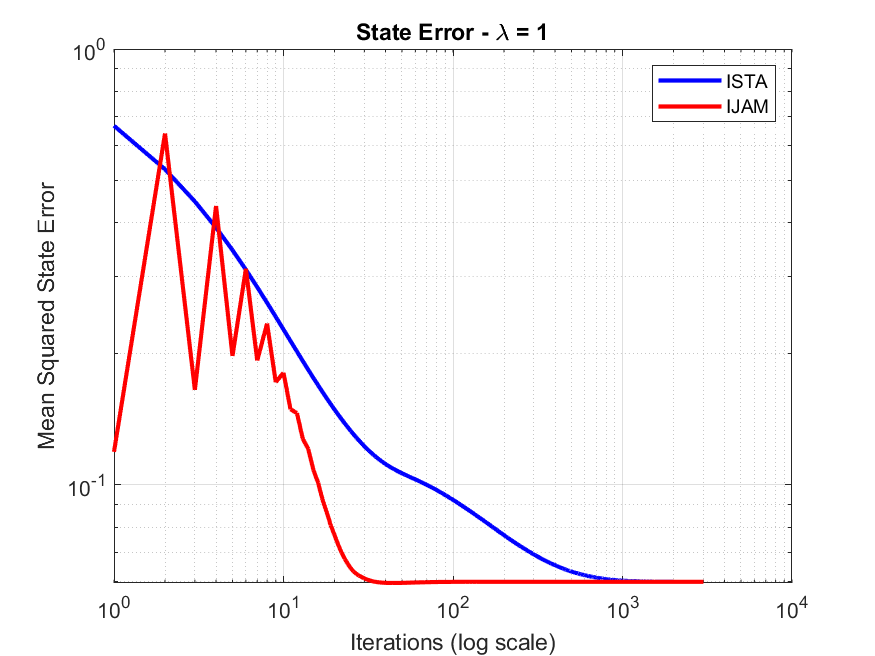 State Error - λ = 1
ISTA
IJAM
Mean Squared State Error
10^0
10^-1
10^0 10^1 10^2 10^3 10^4
Iterations (log scale)